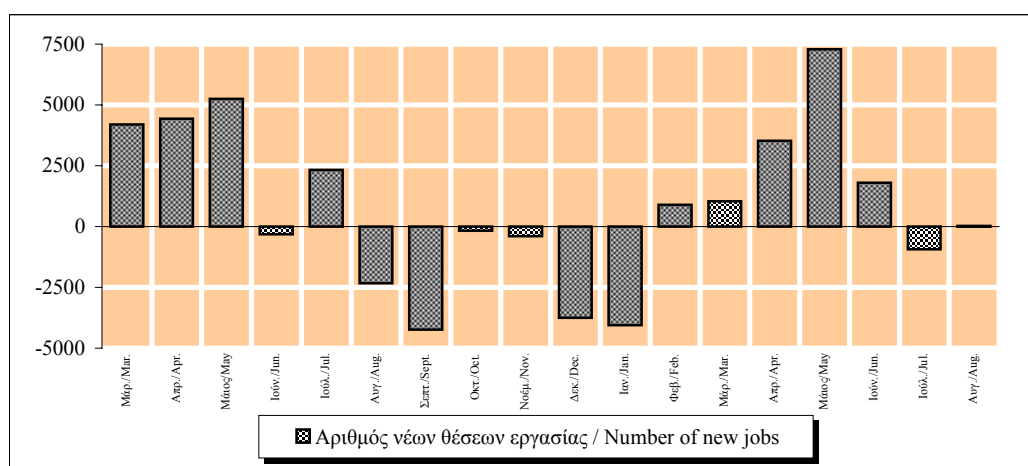 7500
5000
2500
0
-2500
-5000
Μάρ./Mar.
Απρ./Apr.
Μάιος/May
Ιούν./Jun.
Ιούλ./Jul.
Αυγ./Aug.
Σεπτ./Sept.
Οκτ./Oct.
Νοέμ./Nov.
Δεκ./Dec.
Ιαν./Jan.
Φεβ./Feb.
Μάρ./Mar.
Απρ./Apr.
Μάιος/May
Ιούν./Jun.
Ιούλ./Jul.
Αυγ./Aug.
Αριθμός νέων θέσεων εργασίας / Number of new jobs